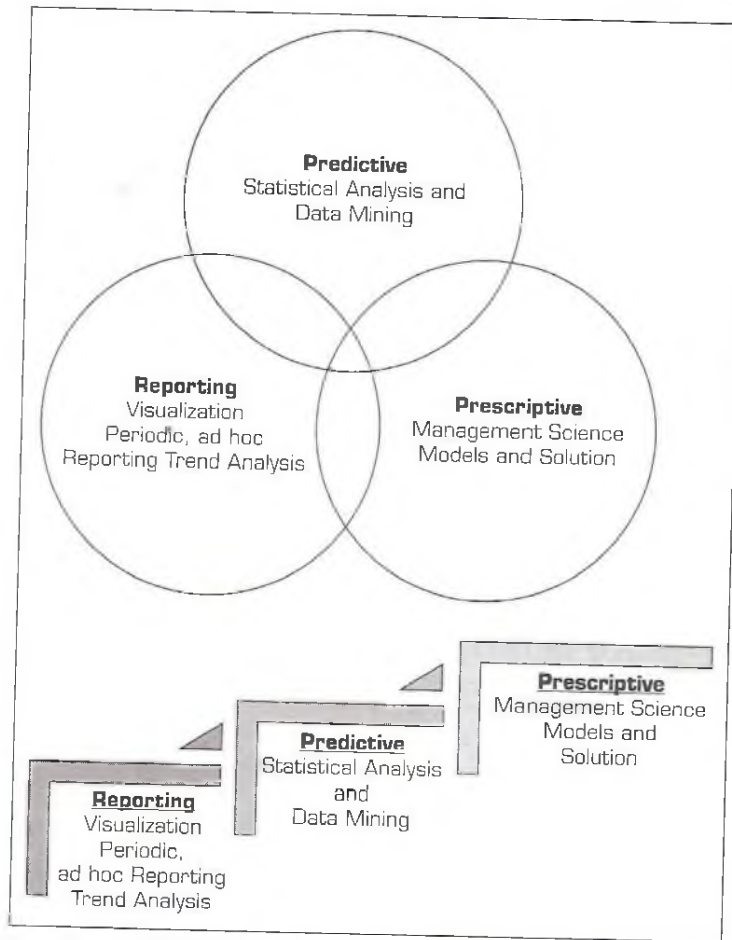 Predictive
Statistical Analysis and
Data Mining
Reporting
Visualization
Periodic, ad hoc
Reporting Trend Analysis
Prescriptive
Management Science
Models and Solution
Prescriptive
Management Science
Models and
Solution
Predictive
Statistical Analysis
and
Data Mining
Reporting
Visualization
Periodic,
ad hoc Reporting
Trend Analysis